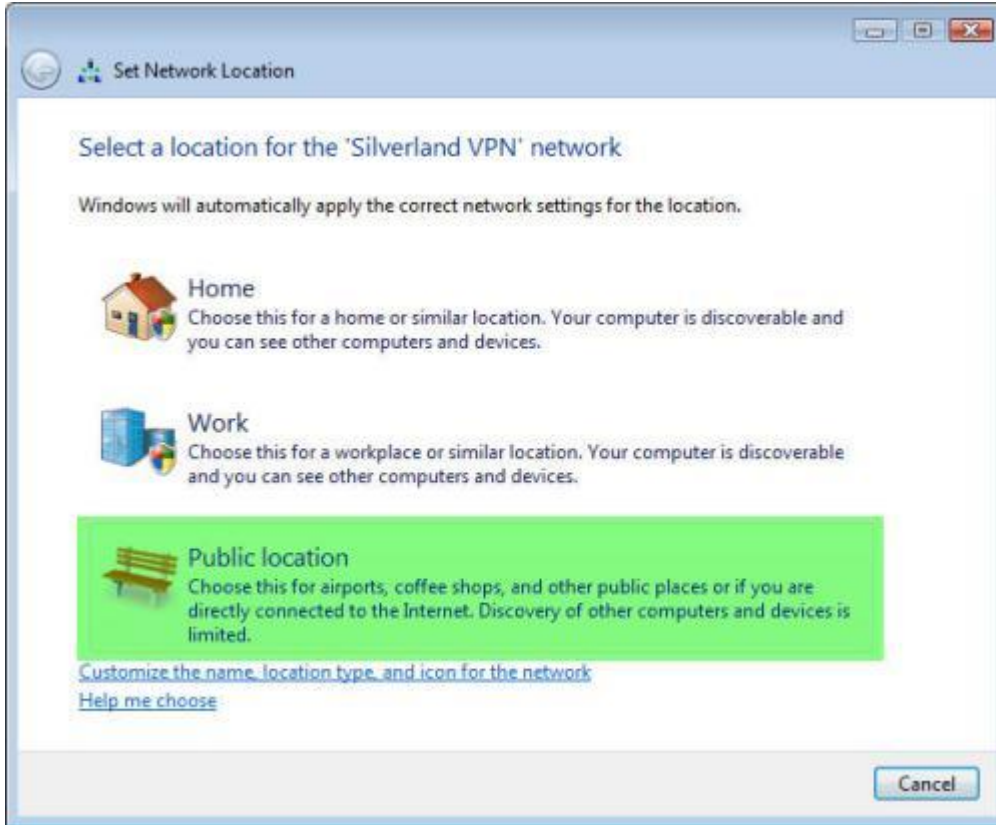 Set Network Location
Select a location for the 'Silverland VPN' network
Windows will automatically apply the correct network settings for the location.
Home
Choose this for a home or similar location. Your computer is discoverable and
you can see other computers and devices.
Work
Choose this for a workplace or similar location. Your computer is discoverable
and you can see other computers and devices.
Public location
Choose this for airports, coffee shops, and other public places or if you are
directly connected to the Internet. Discovery of other computers and devices is
limited.
Customize the name, location type, and icon for the network
Help me choose
Cancel